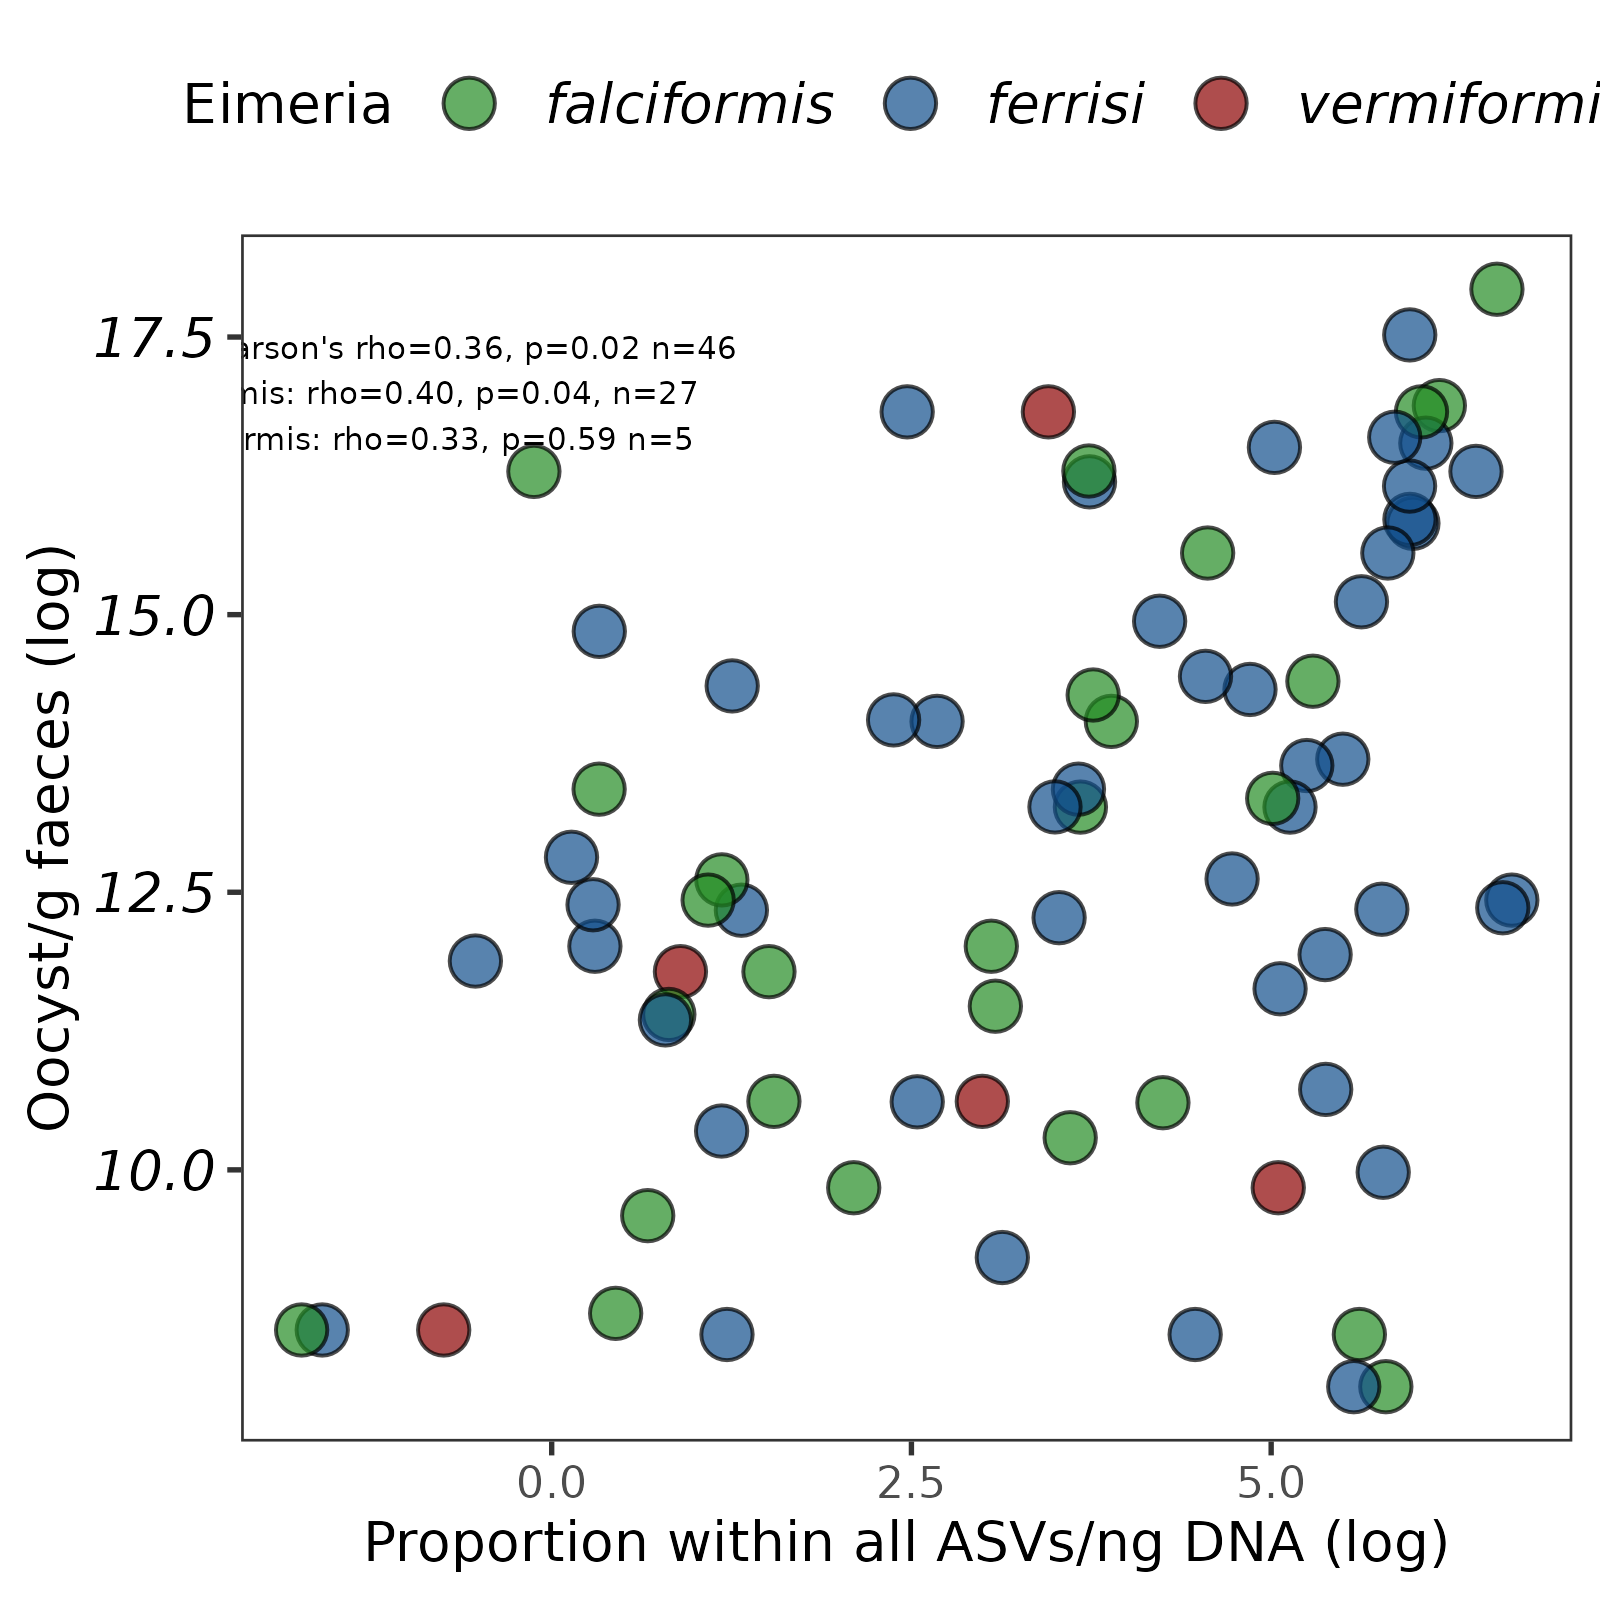 Eimeria falciformis ferrisi vermiformi
17.5
arson's rho=0.36, p=0.02 n=46
mis: rho=0.40, p=0.04, n=27
rmis: rho=0.33, p=0.59 n=5
15.0
12.5
10.0
Oocyst/g faeces (log)
0.0 2.5 5.0
Proportion within all ASVs/ng DNA (log)